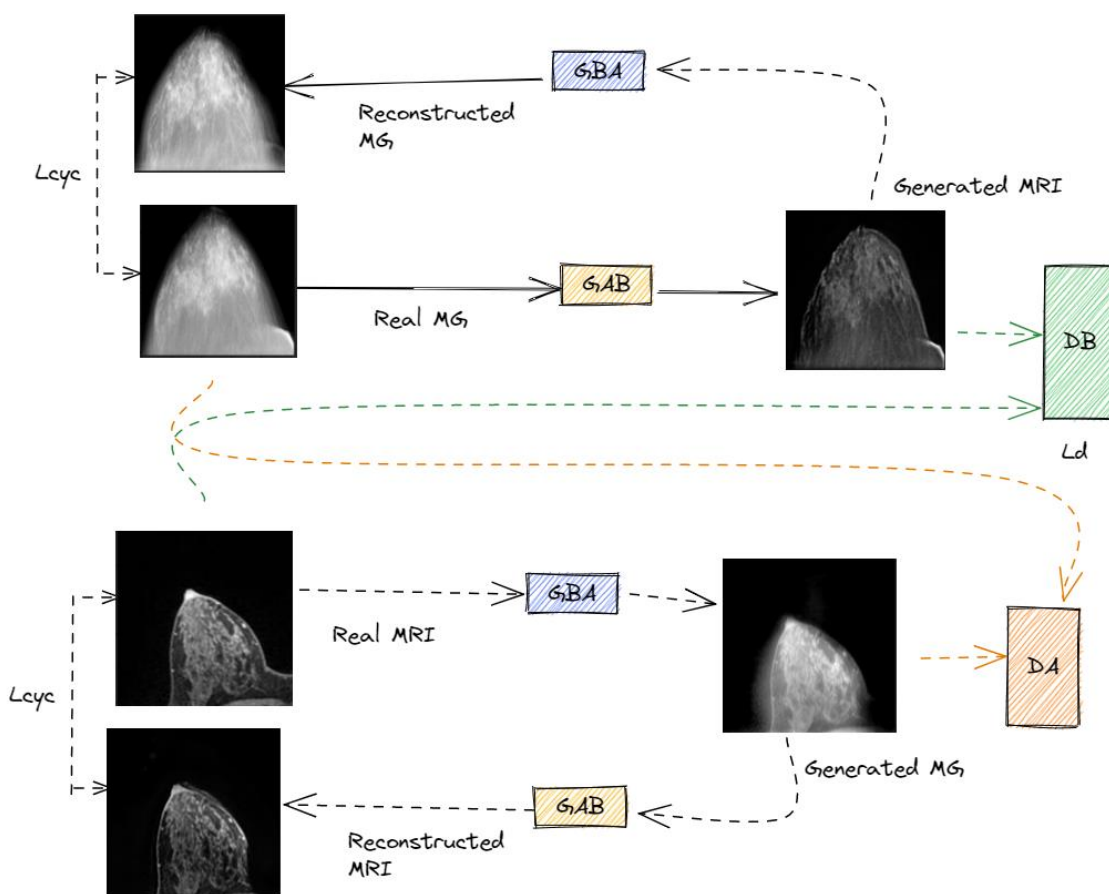 GBA
Reconstructed
MG
Lcyc
Generated MRI
GAB
Real MG
DB
Ld
GBA
Real MRI
DA
Lcyc
Generated MG
GAB
Reconstructed
MRI